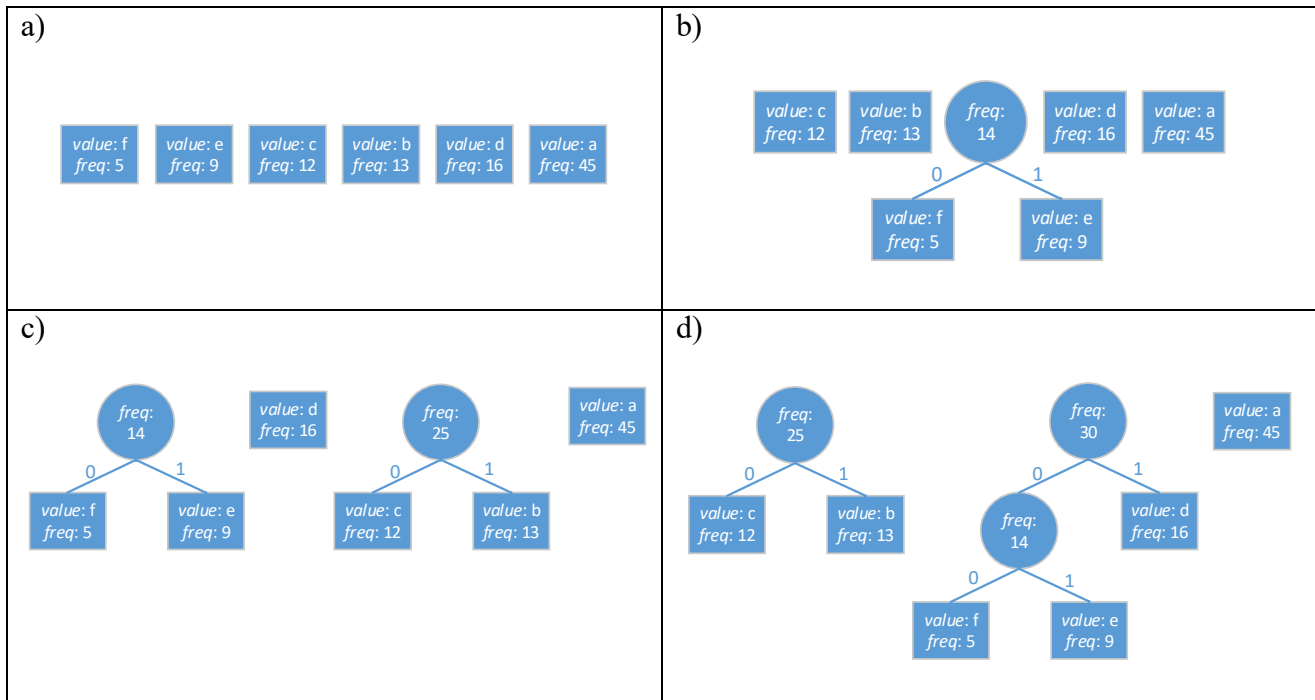 a)
value: f
freq: 5
value: e
freq: 9
value: c
freq: 12
value: b
freq: 13
value: d
freq: 16
value: a
freq: 45
b)
value: c
freq: 12
value: b
freq: 13
freq:
14
value: d
freq: 16
value: a
freq: 45
0
1
value: f
freq: 5
value: e
freq: 9
c)
freq:
14
value: d
freq: 16
freq:
25
value: a
freq: 45
0
1
0
1
value: f
freq: 5
value: e
freq: 9
value: c
freq: 12
value: b
freq: 13
d)
freq:
25
freq:
30
value: a
freq: 45
0
1
0
1
value: c
freq: 12
value: b
freq: 13
freq:
14
value: d
freq: 16
0
1
value: f
freq: 5
value: e
freq: 9